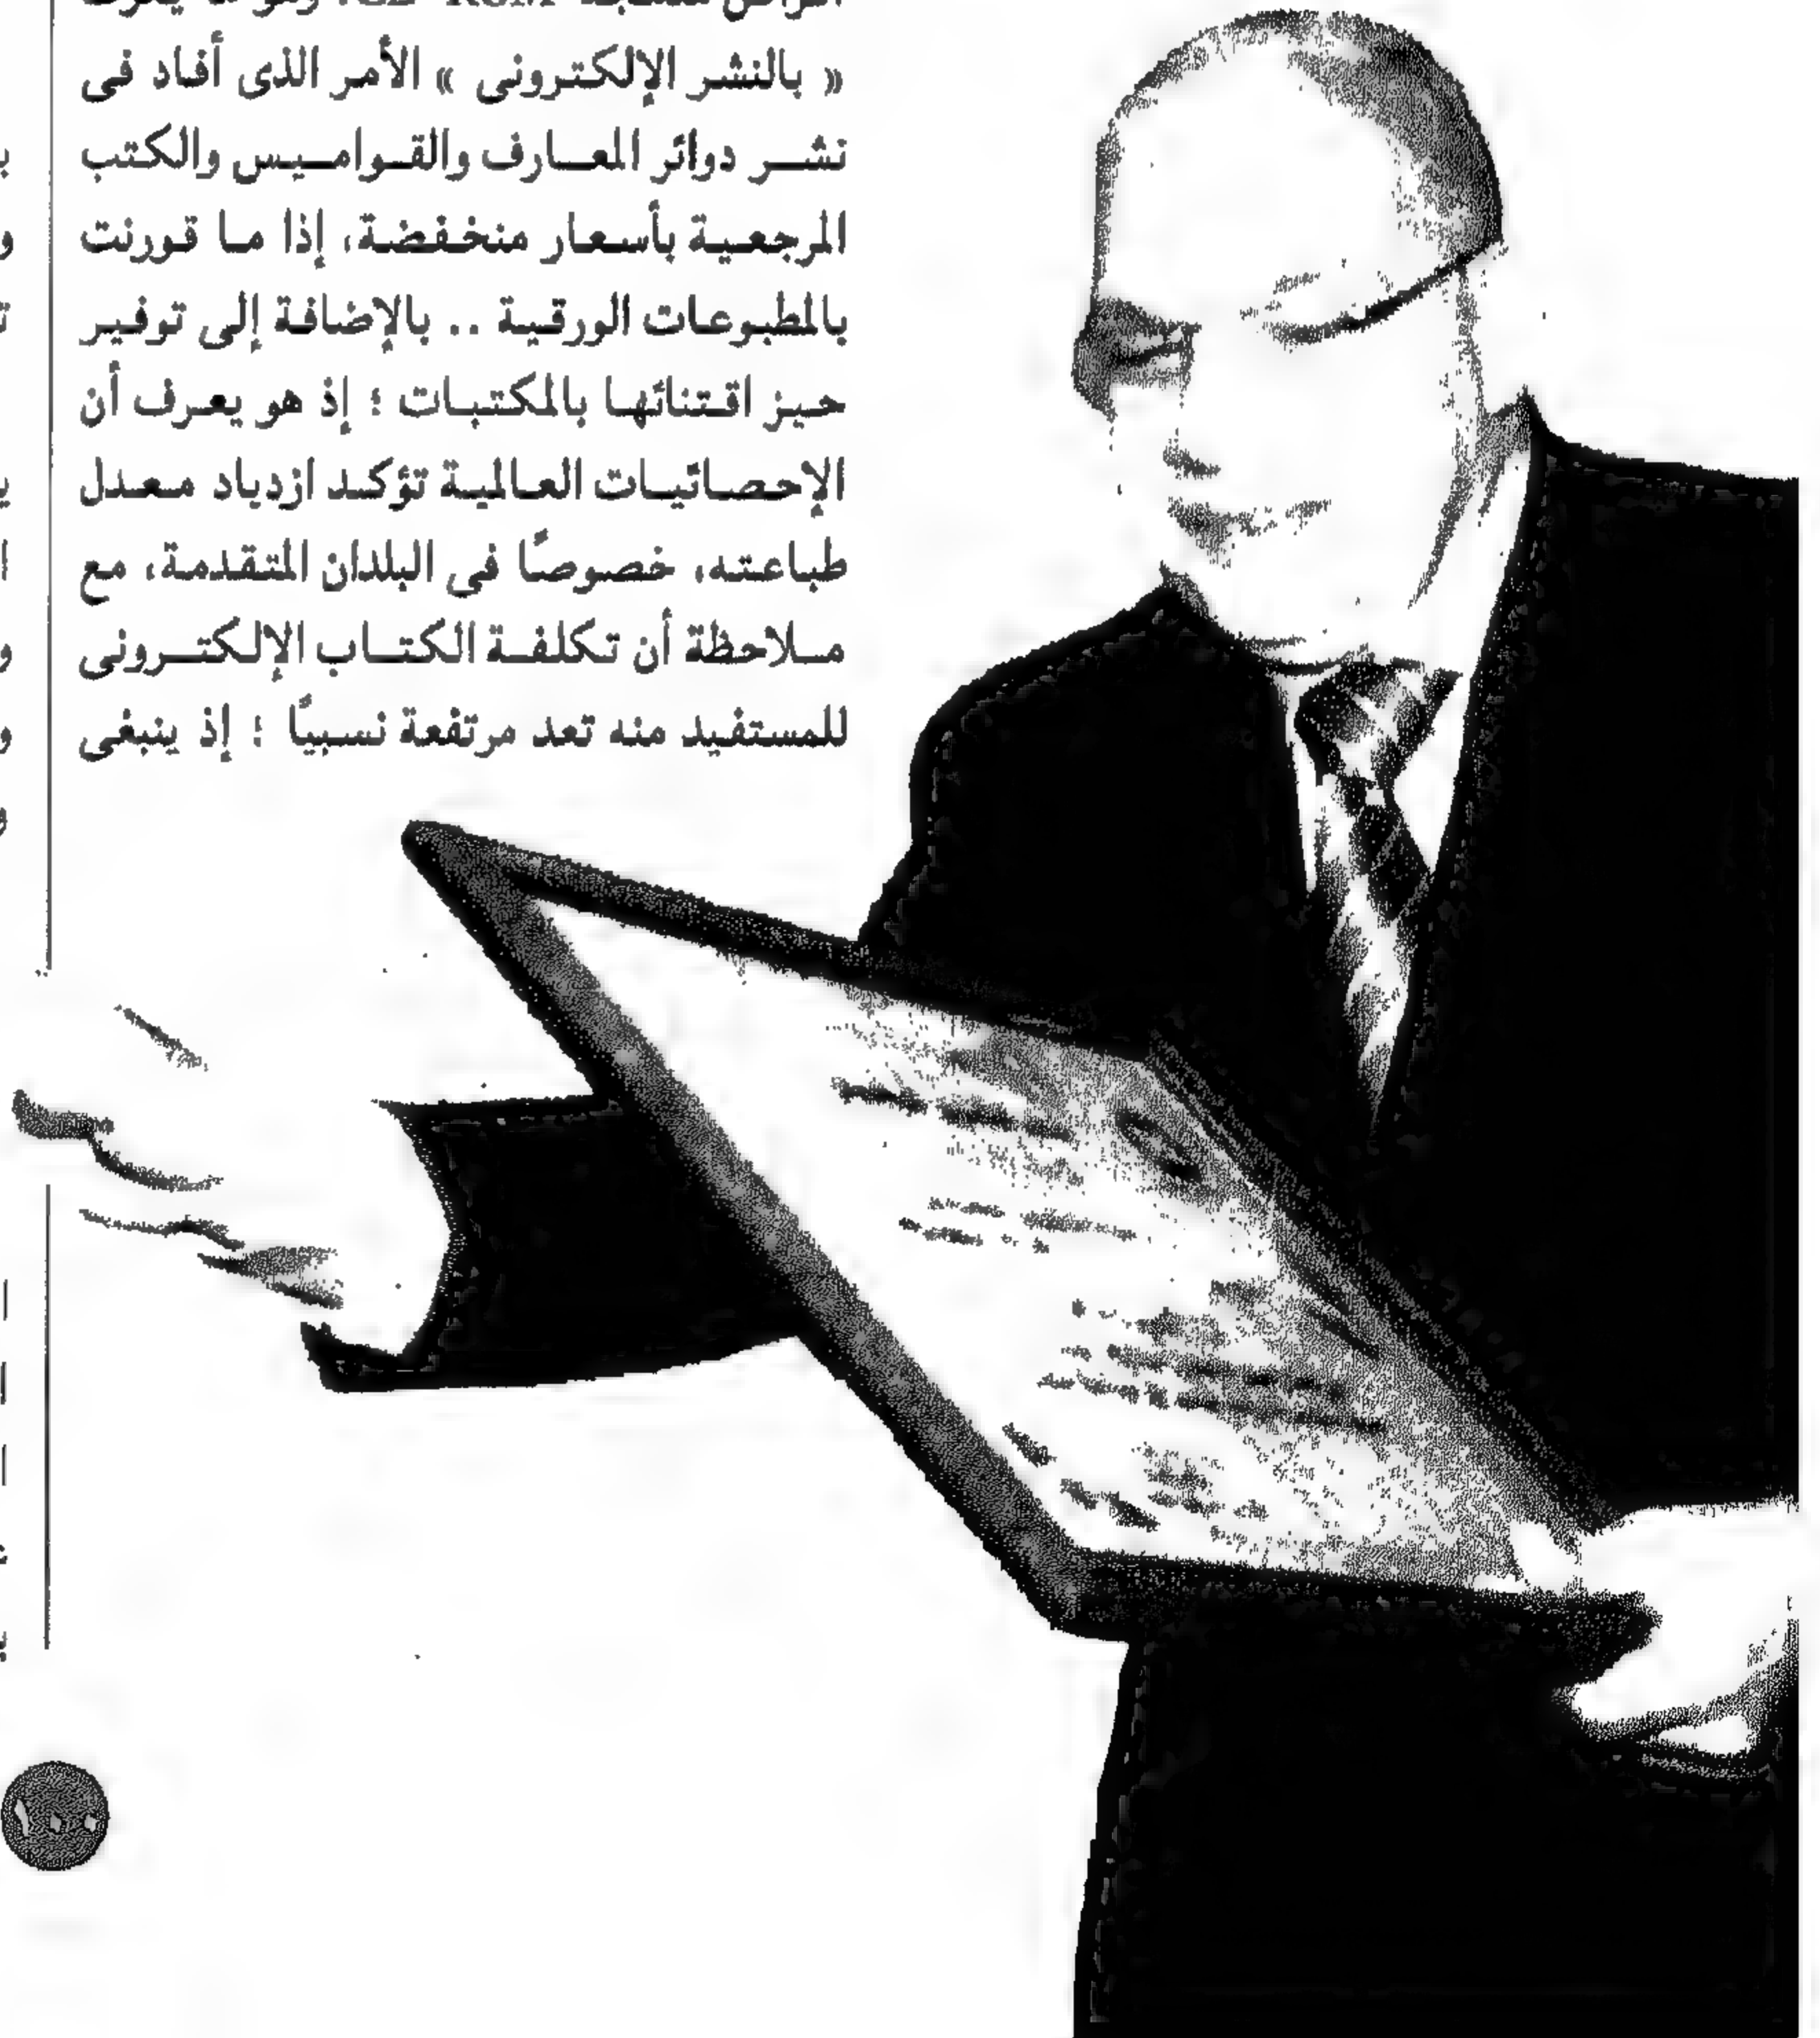 « بالنشر الإلكترونى » الأمر الذى أفاد فى
نشر دوائر المعارف والقواميس والكتب
المرجعية بأسعار منخفضة، إذا ما قورنت
بالمطبوعات الورقية .. بالإضافة إلى توفير
حيز اقتنائها بالمكتبات ؛ إذ هو يعرف أن
الإحصائيات العالمية تؤكد ازدياد معدل
طباعته، خصوصًا فى البلدان المتقدمة، مع
ملاحظة أن تكلفة الكتاب الإلكترونى
للمستفيد منه تعد مرتفعة نسبيًا ؛ إذ ينبغى
١٠٠